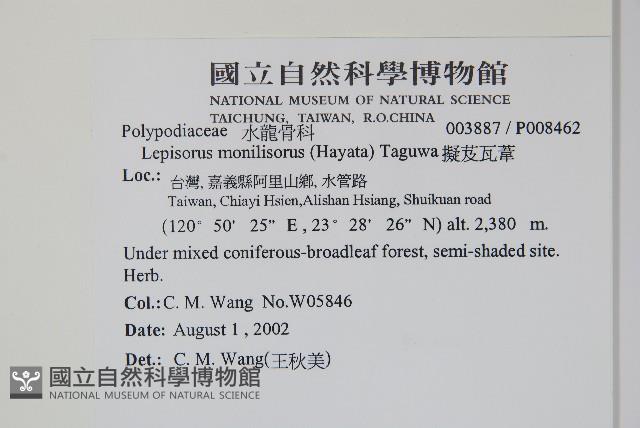 國立自然科學博物館
NATIONAL MUSEUM OF NATURAL SCIENCE
TAICHUNG, TAIWAN, R.O.CHINA
Polypodiaceae 水龍骨科 003887 / P008462
Lepisorus monilisorus (Hayata) Taguwa 擬芨瓦葦
Loc.: 台灣, 嘉義縣阿里山鄉, 水管路
Taiwan, Chiayi Hsien,Alishan Hsiang, Shuikuan road
(120° 50' 25" E , 23° 28' 26" N) alt. 2,380 m.
Under mixed coniferous-broadleaf forest, semi-shaded site.
Herb.
Col.: C. M. Wang No.W05846
Date: August 1 , 2002
Det.: C. M. Wang(王秋美)
國立自然科學博物館
NATIONAL MUSEUM OF NATURAL SCIENCE